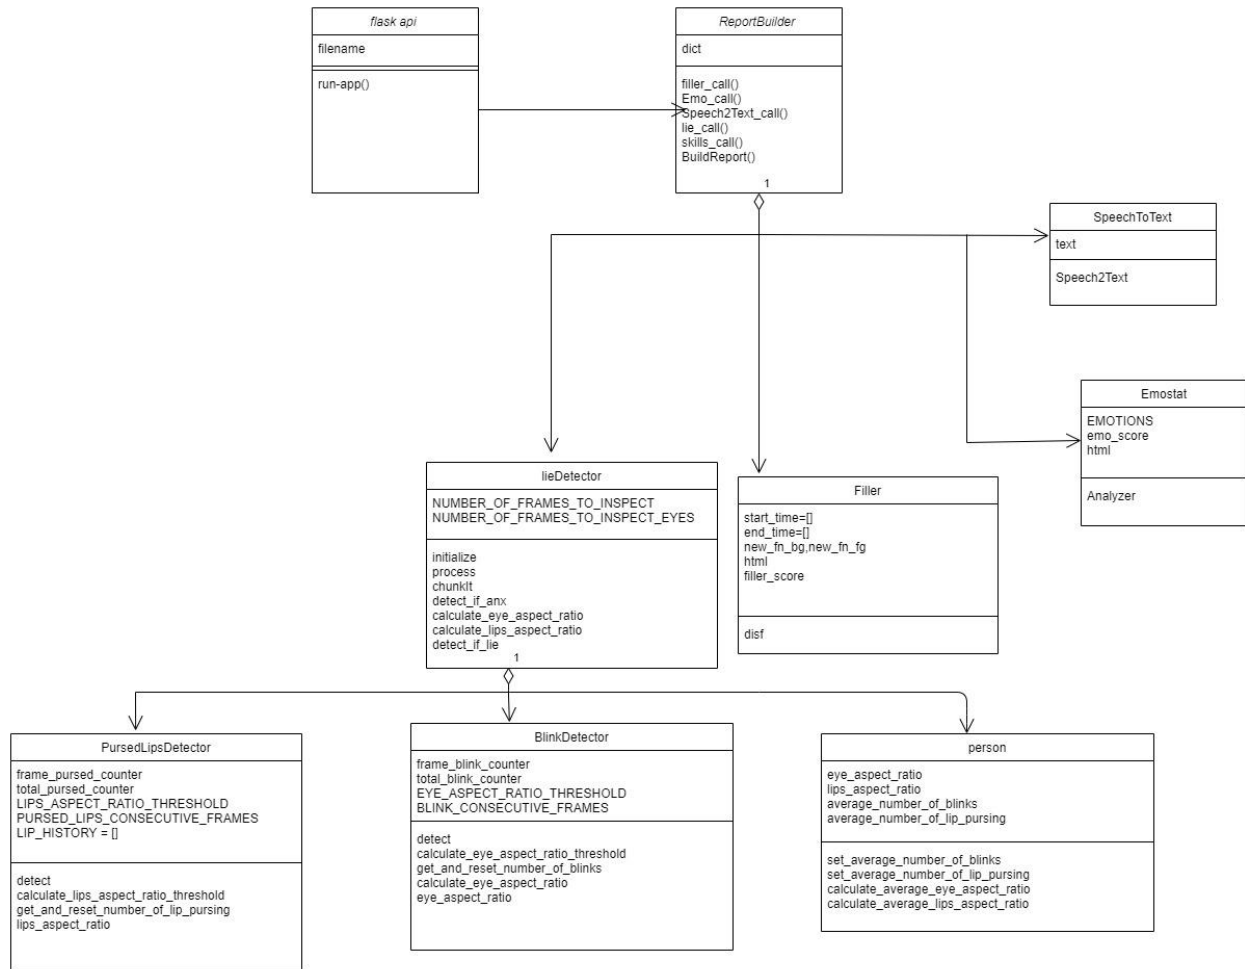 flask api
filename
run-app()
ReportBuilder
dict
filler_call()
Emo_call()
Speech2Text_call()
lie_call()
skills_call()
BuildReport()
1
SpeechToText
text
Speech2Text
Emostat
EMOTIONS
emo_score
html
Analyzer
lieDetector
NUMBER_OF_FRAMES_TO_INSPECT
NUMBER_OF_FRAMES_TO_INSPECT_EYES
initialize
process
chunkIt
detect_if_anx
calculate_eye_aspect_ratio
calculate_lips_aspect_ratio
detect_if_lie
1
Filler
start_time=[]
end_time=[]
new_fn_bg,new_fn_fg
html
filler_score
disf
PursedLipsDetector
frame_pursed_counter
total_pursed_counter
LIPS_ASPECT_RATIO_THRESHOLD
PURSED_LIPS_CONSECUTIVE_FRAMES
LIP_HISTORY = []
detect
calculate_lips_aspect_ratio_threshold
get_and_reset_number_of_lip_pursing
lips_aspect_ratio
BlinkDetector
frame_blink_counter
total_blink_counter
EYE_ASPECT_RATIO_THRESHOLD
BLINK_CONSECUTIVE_FRAMES
detect
calculate_eye_aspect_ratio_threshold
get_and_reset_number_of_blinks
calculate_eye_aspect_ratio
eye_aspect_ratio
person
eye_aspect_ratio
lips_aspect_ratio
average_number_of_blinks
average_number_of_lip_pursing
set_average_number_of_blinks
set_average_number_of_lip_pursing
calculate_average_eye_aspect_ratio
calculate_average_lips_aspect_ratio